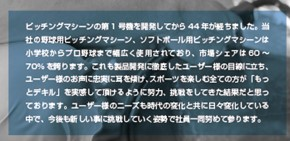 ピッチングマシーンの第1号機を開発してから44年が経ちました。当
社の野球用ピッチングマシーン、ソフトボール用ピッチングマシーンは
小学校からプロ野球まで幅広く使用されており、市場シェアは60～
70%を誇ります。これも製品開発に徹底したユーザー様の目線に立ち、
ユーザー様のお声に忠実に耳を傾け、スポーツを楽しむ全ての方が「もっ
とデキル」を実感して頂けるように努力、挑戦をしてきた結果だと思っ
ております。ユーザー様のニーズも時代の変化と共に日々変化している
中で、今後も新しい事に挑戦していく姿勢で社員一同努めて参ります。